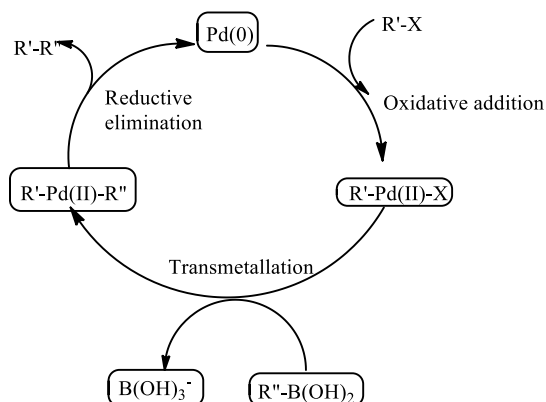 Pd(0)
R'-X
R'-R"
Reductive
elimination
Oxidative addition
R'-Pd(II)-R"
R'-Pd(II)-X
Transmetallation
B(OH)₃⁻
R"-B(OH)₂